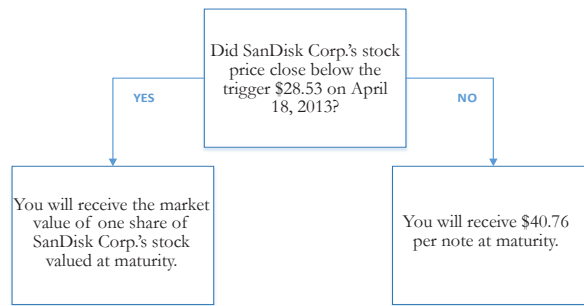 Did SanDisk Corp.'s stock
price close below the
trigger $28.53 on April
18, 2013?
YES
NO
You will receive the market
value of one share of
SanDisk Corp.'s stock
valued at maturity.
You will receive $40.76
per note at maturity.